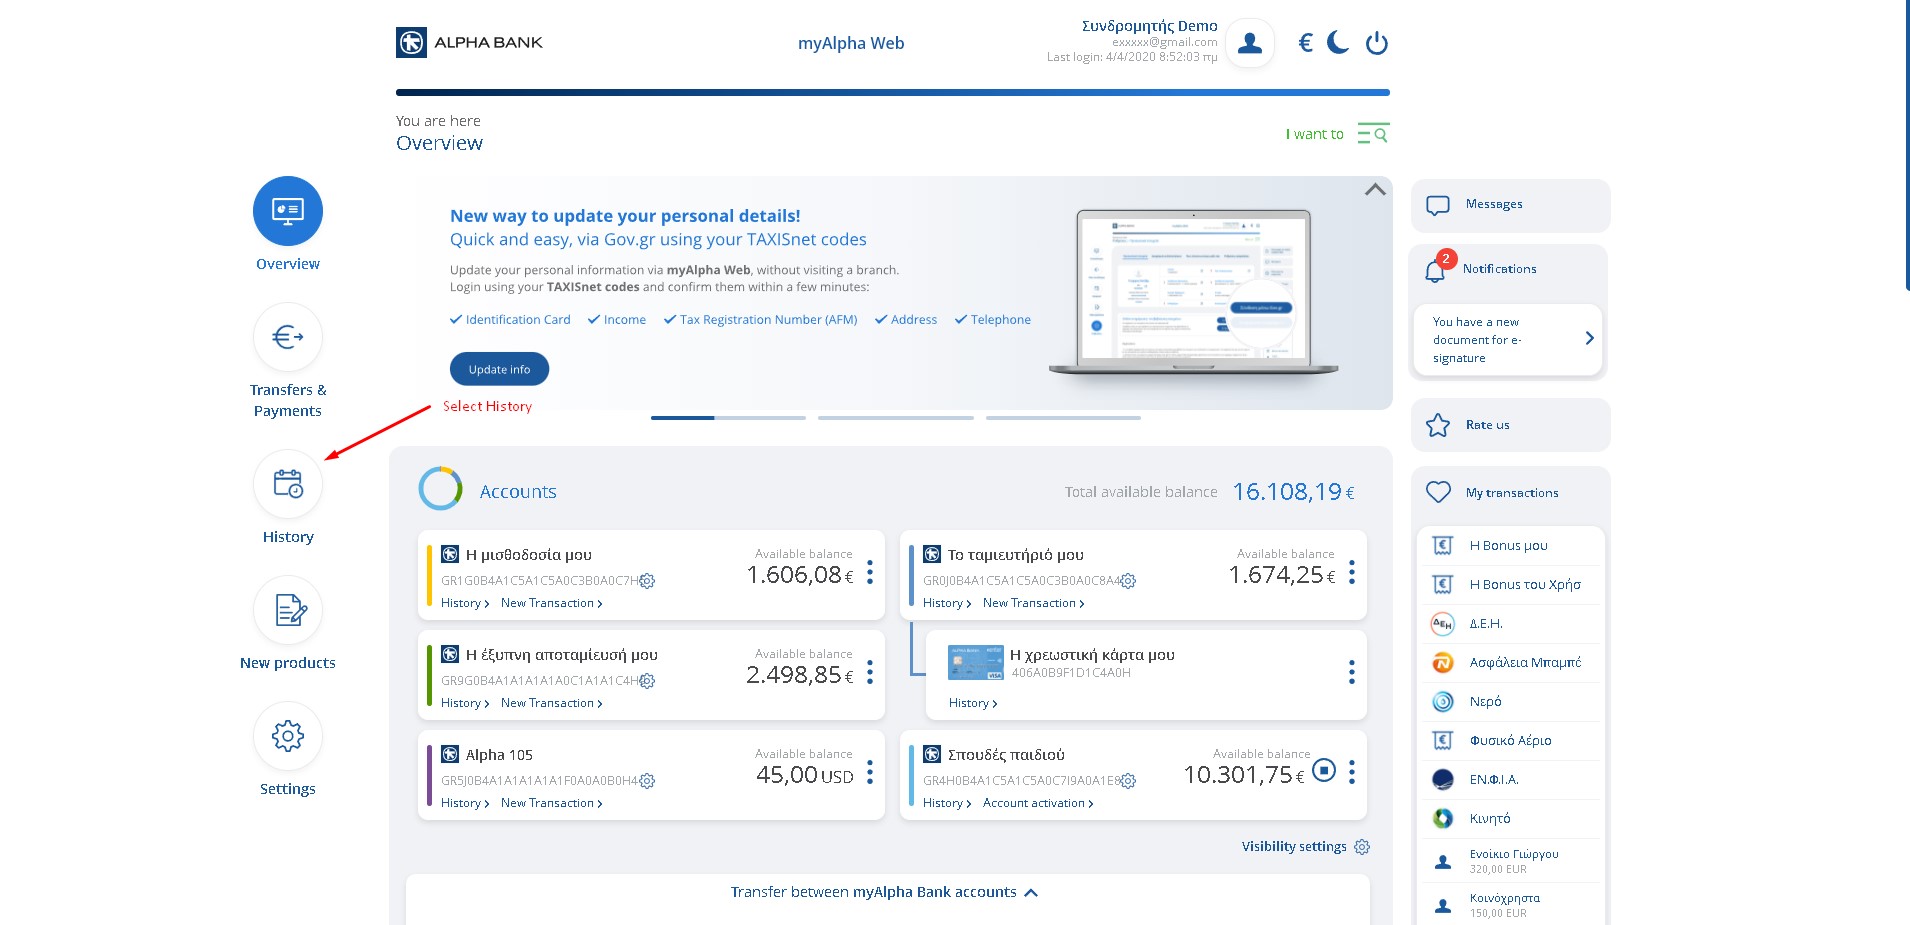 ALPHA BANK
myAlpha Web
Συνδρομητής Demo
exxxxx@gmail.com
Last login: 4/4/2020 8:52:03 πμ
€
You are here
Overview
I want to
Overview
Transfers &
Payments
History
New products
Settings
New way to update your personal details!
Quick and easy, via Gov.gr using your TAXISnet codes
Update your personal information via myAlpha Web, without visiting a branch.
Login using your TAXISnet codes and confirm them within a few minutes:
Identification Card Income Tax Registration Number (AFM) Address Telephone
Update info
Select History
Accounts
Total available balance 16.108,19 €
Η μισθοδοσία μου
Available balance
GR1G0B4A1C5A1C5A0C3B0A0C7H
1.606,08 €
History New Transaction
Το ταμιευτήριό μου
Available balance
GR0J0B4A1C5A1C5A0C3B0A0C8A4
1.674,25 €
History New Transaction
Η έξυπνη αποταμίευσή μου
Available balance
GR9G0B4A1A1A1A1A0C1A1A1C4H
2.498,85 €
History New Transaction
Η χρεωστική κάρτα μου
406A0B9F1D1C4A0H
VISA
History
Alpha 105
Available balance
GR5J0B4A1A1A1A1A1F0A0A0B0H4
45,00 USD
History New Transaction
Σπουδές παιδιού
Available balance
GR4H0B4A1C5A1C5A0C7I9A0A1E8
10.301,75 €
History Account activation
Visibility settings
Transfer between myAlpha Bank accounts
Messages
2
Notifications
You have a new
document for e-
signature
Rate us
My transactions
Η Bonus μου
Η Bonus του Χρήσ
ΔΕΗ Δ.Ε.Η.
Ασφάλεια Μπαμπέ
Νερό
Φυσικό Αέριο
ΕΝ.Φ.Ι.Α.
Κινητό
Ενοίκιο Γιώργου
320,00 EUR
Κοινόχρηστα
150,00 EUR